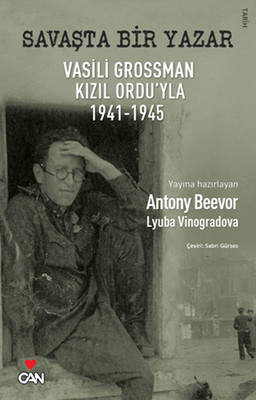 TARİH
SAVAŞTA BİR YAZAR
VASİLİ GROSSMAN
KIZIL ORDU'YLA
1941-1945
Yayına hazırlayan
Antony Beevor
Lyuba Vinogradova
Çeviri: Sabri Gürses
CAN